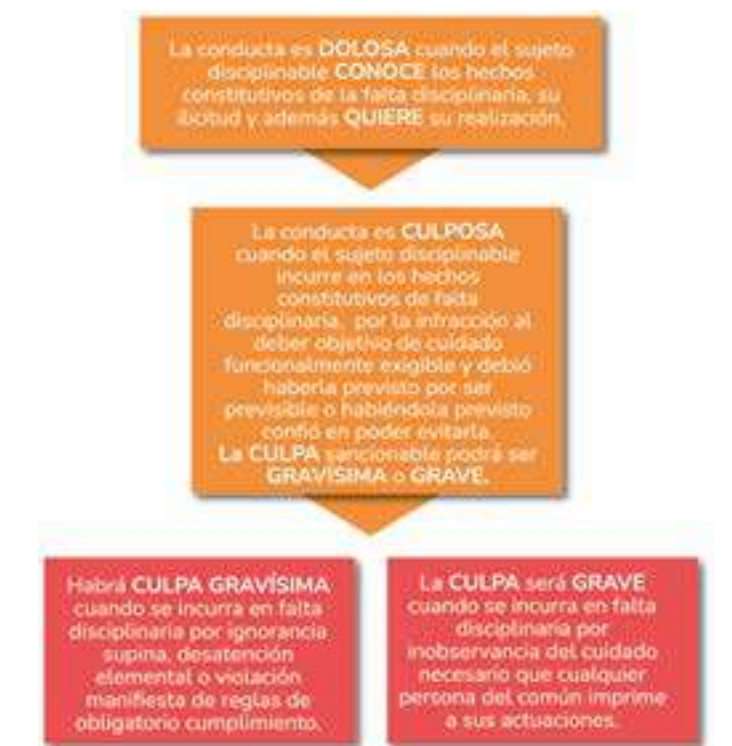 La conducta es DOLOSA cuando el sujeto
disciplinable CONOCE los hechos
constitutivos de la falta disciplinaria, su
ilicitud y además QUIERE su realización.
La conducta es CULPOSA
cuando el sujeto disciplinable
incurre en los hechos
constitutivos de falta
disciplinaria, por la infracción al
deber objetivo de cuidado
funcionalmente exigible y debió
haberla previsto por ser
previsible o habiéndola previsto
confió en poder evitarla.
La CULPA sancionable podrá ser
GRAVÍSIMA o GRAVE.
Habrá CULPA GRAVÍSIMA
cuando se incurra en falta
disciplinaria por ignorancia
supina, desatención
elemental o violación
manifiesta de reglas de
obligatorio cumplimiento.
La CULPA será GRAVE
cuando se incurra en falta
disciplinaria por
inobservancia del cuidado
necesario que cualquier
persona del común imprime
a sus actuaciones.